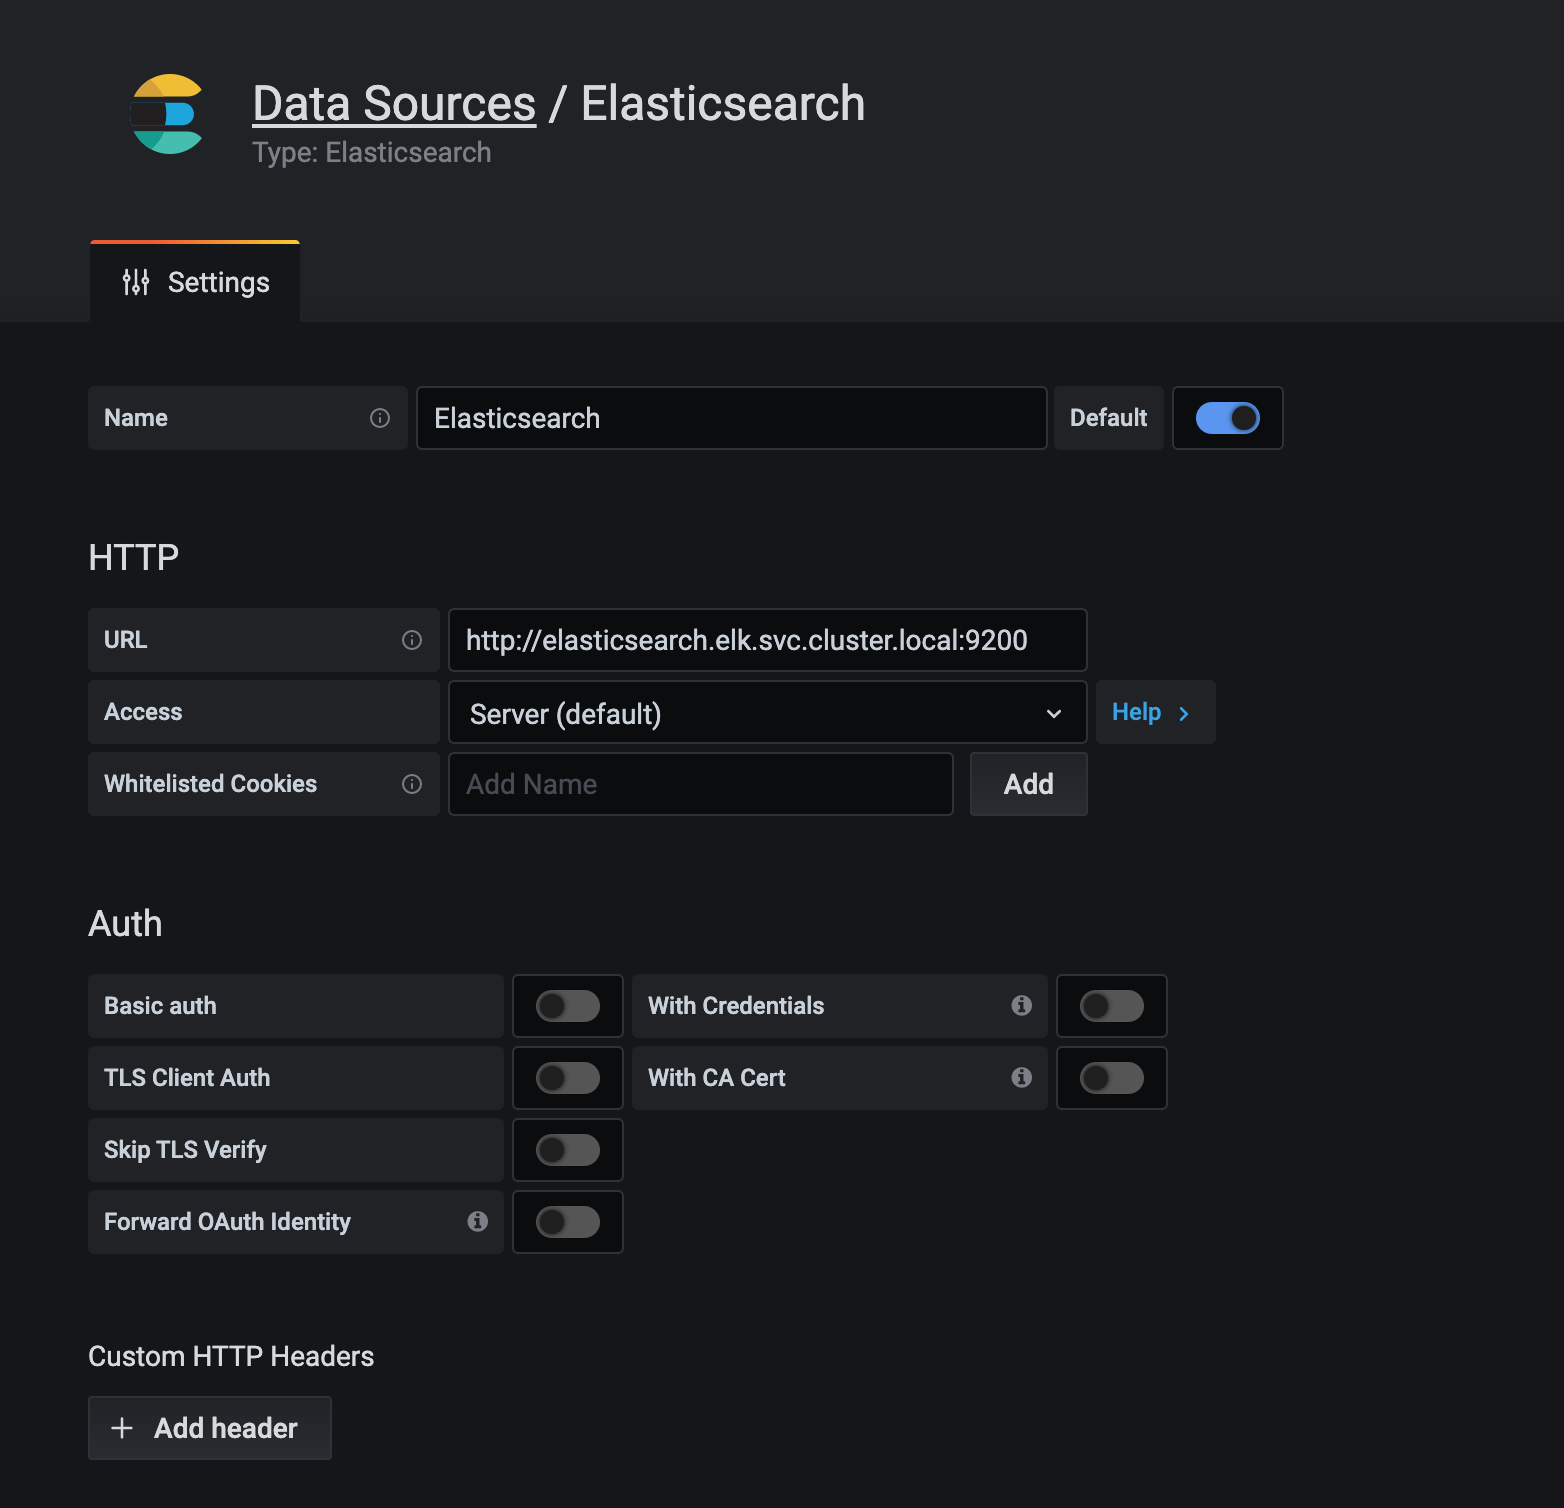 Data Sources / Elasticsearch
Type: Elasticsearch
Settings
Name
Elasticsearch
Default
HTTP
URL
http://elasticsearch.elk.svc.cluster.local:9200
Access
Server (default)
Help
Whitelisted Cookies
Add Name
Add
Auth
Basic auth
With Credentials
TLS Client Auth
With CA Cert
Skip TLS Verify
Forward OAuth Identity
Custom HTTP Headers
Add header